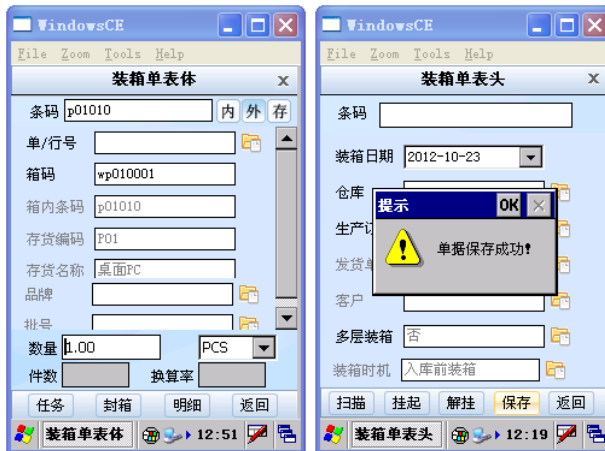 WindowsCE
File Zoom Tools Help
装箱单表体 x
条码 p01010 内 外 存
单/行号
箱码 wp010001
箱内条码 p01010
存货编码 P01
存货名称 桌面PC
品牌
批号
数量 1.00 PCS
件数 换算率
任务 封箱 明细 返回
装箱单表体 12:51
WindowsCE
File Zoom Tools Help
装箱单表头 x
条码
装箱日期 2012-10-23
仓库
提示 OK
生产订
单据保存成功!
发货单
客户
多层装箱 否
装箱时机 入库前装箱
扫描 挂起 解挂 保存 返回
装箱单表头 12:19